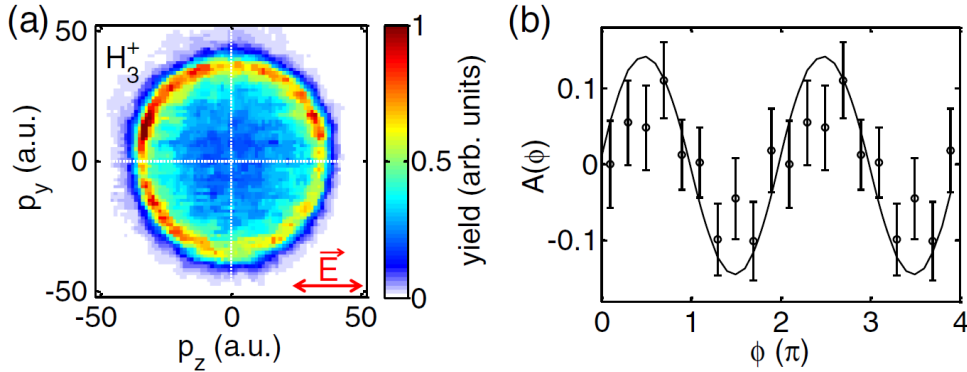 (a)
H3+
p_y (a.u.)
50
0
-50
-50
0
50
p_z (a.u.)
E
1
0.5
0
yield (arb. units)
(b)
A(ϕ)
0.1
0
-0.1
0
1
2
3
4
ϕ (π)